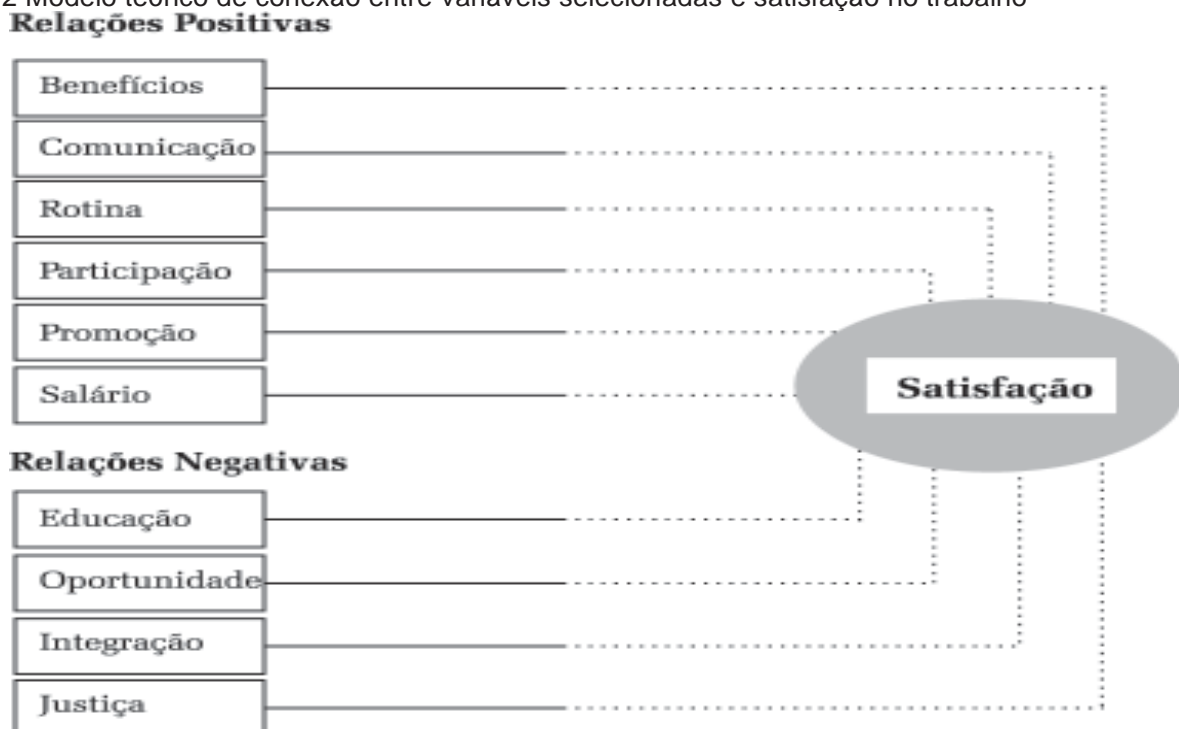 2 Modelo teórico de conexão entre variáveis selecionadas e satisfação no trabalho
Relações Positivas
Benefícios
Comunicação
Rotina
Participação
Promoção
Salário
Satisfação
Relações Negativas
Educação
Oportunidade
Integração
Justiça